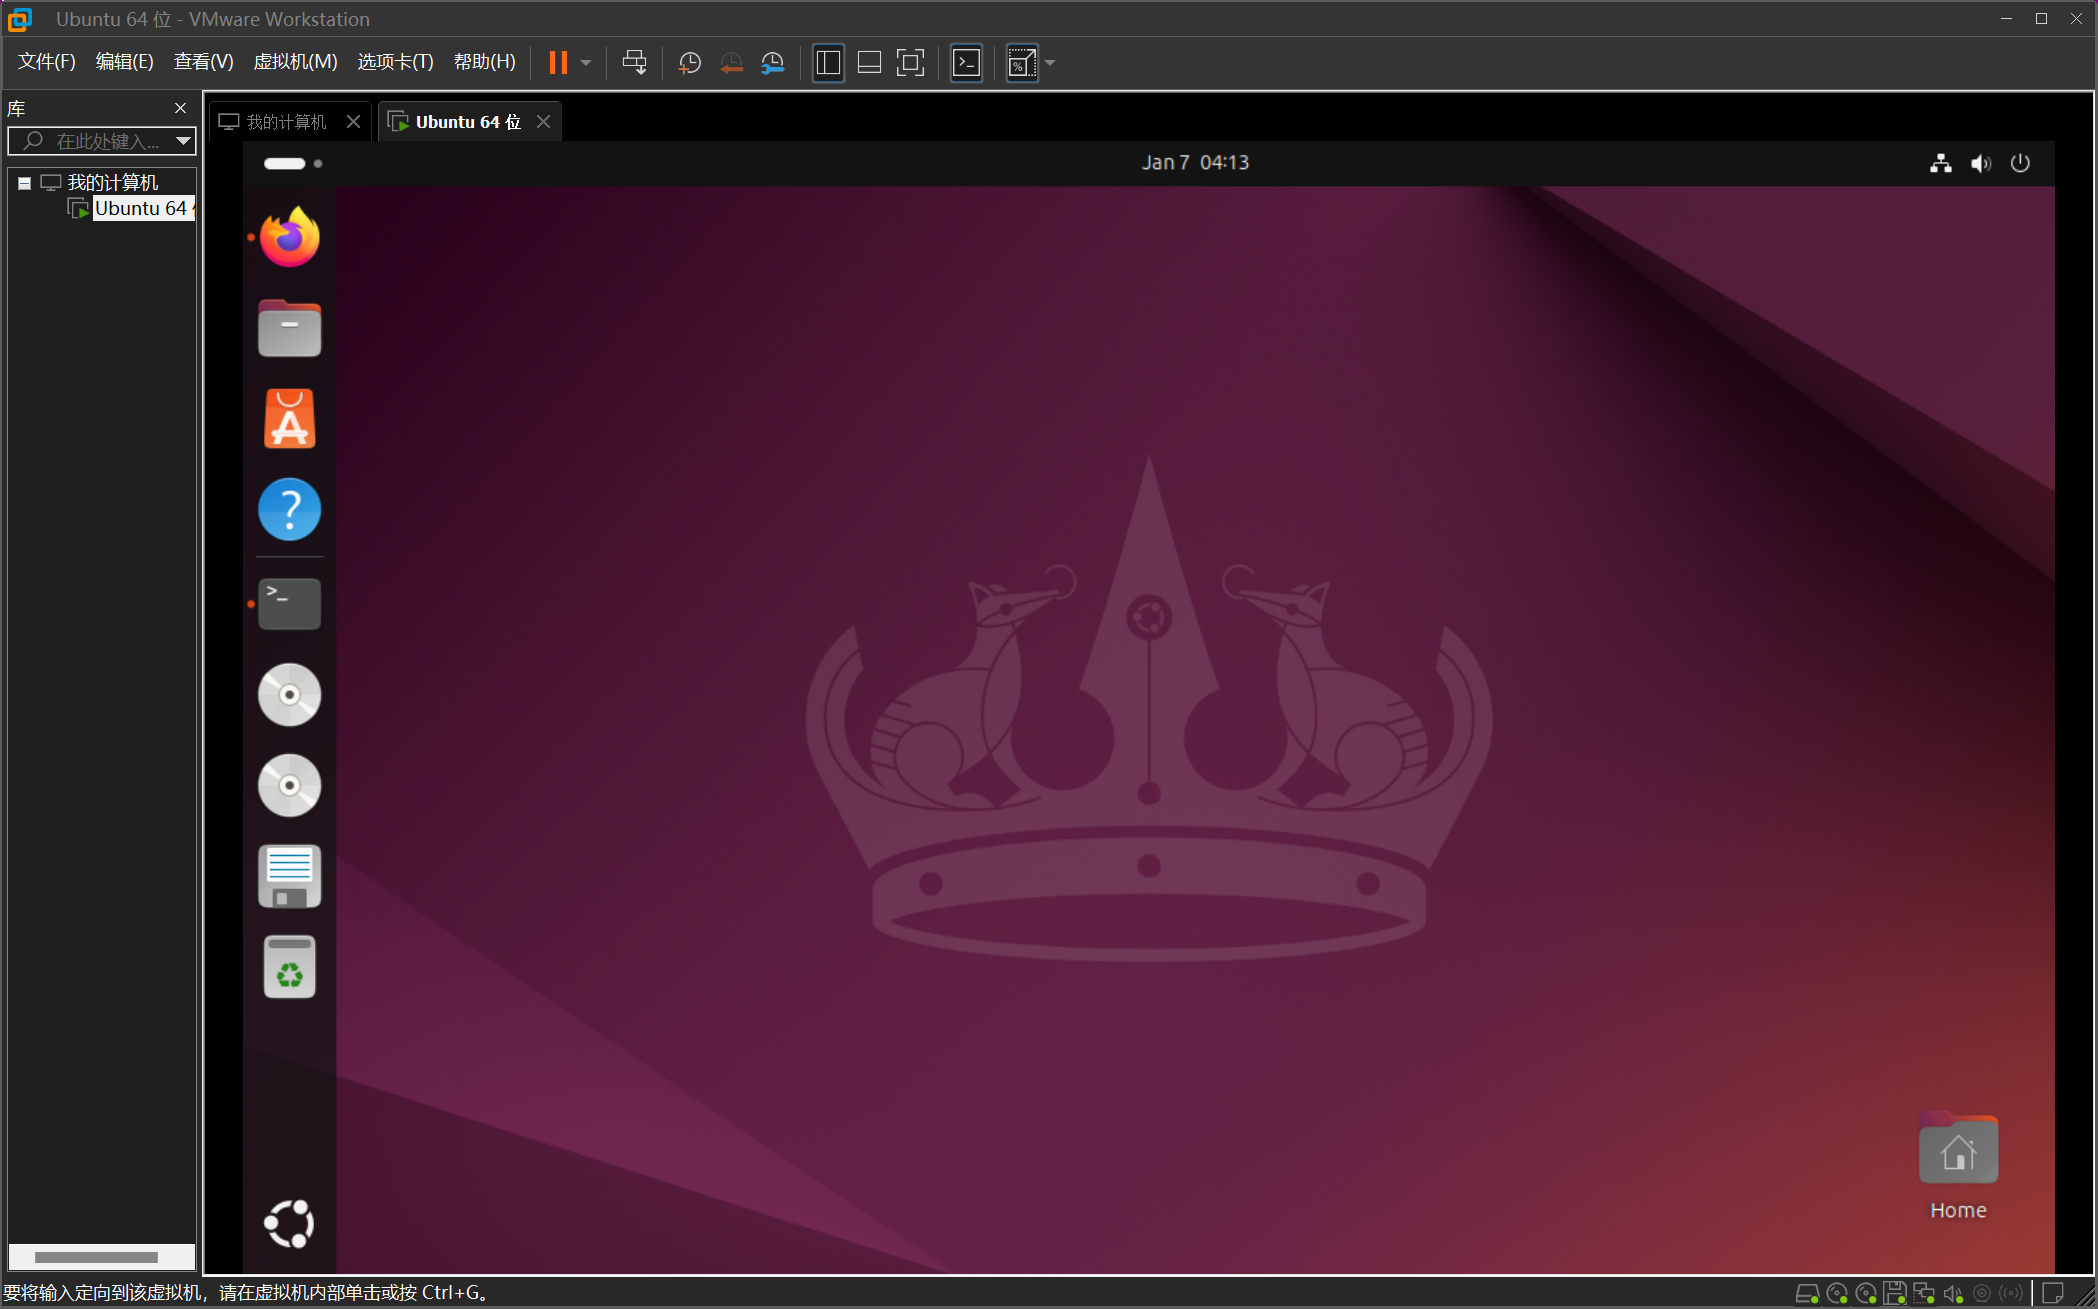 Ubuntu 64 位 - VMware Workstation
文件(F) 编辑(E) 查看(V) 虚拟机(M) 选项卡(T) 帮助(H)
库
在此处键入...
我的计算机
Ubuntu 64
我的计算机
Ubuntu 64 位
Jan 7 04:13
Home
要将输入定向到该虚拟机，请在虚拟机内部单击或按 Ctrl+G。